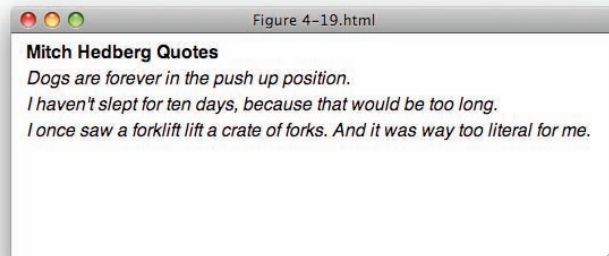 Figure 4-19.html
Mitch Hedberg Quotes
Dogs are forever in the push up position.
I haven't slept for ten days, because that would be too long.
I once saw a forklift lift a crate of forks. And it was way too literal for me.